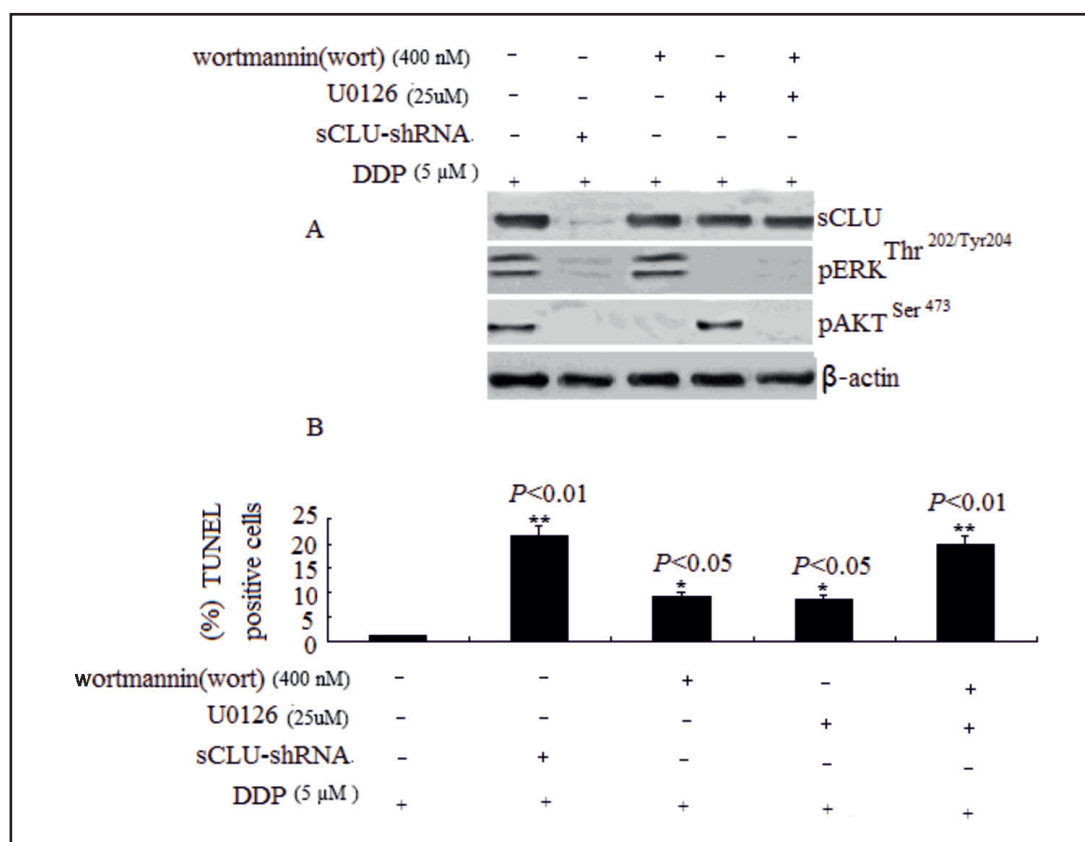 wortmannin(wort) (400 nM) – – + – +
U0126 (25uM) – – – + +
sCLU-shRNA. – + – – –
DDP (5 µM ) + + + + +
A
sCLU
pERK Thr 202/Tyr204
pAKT Ser 473
β-actin
B
(%) TUNEL
positive cells
25
20
15
10
5
0
P<0.01
**
P<0.05
*
P<0.05
*
P<0.01
**
wortmannin(wort) (400 nM) – – + – +
U0126 (25uM) – – – + +
sCLU-shRNA. – + – – –
DDP (5 µM ) + + + + +